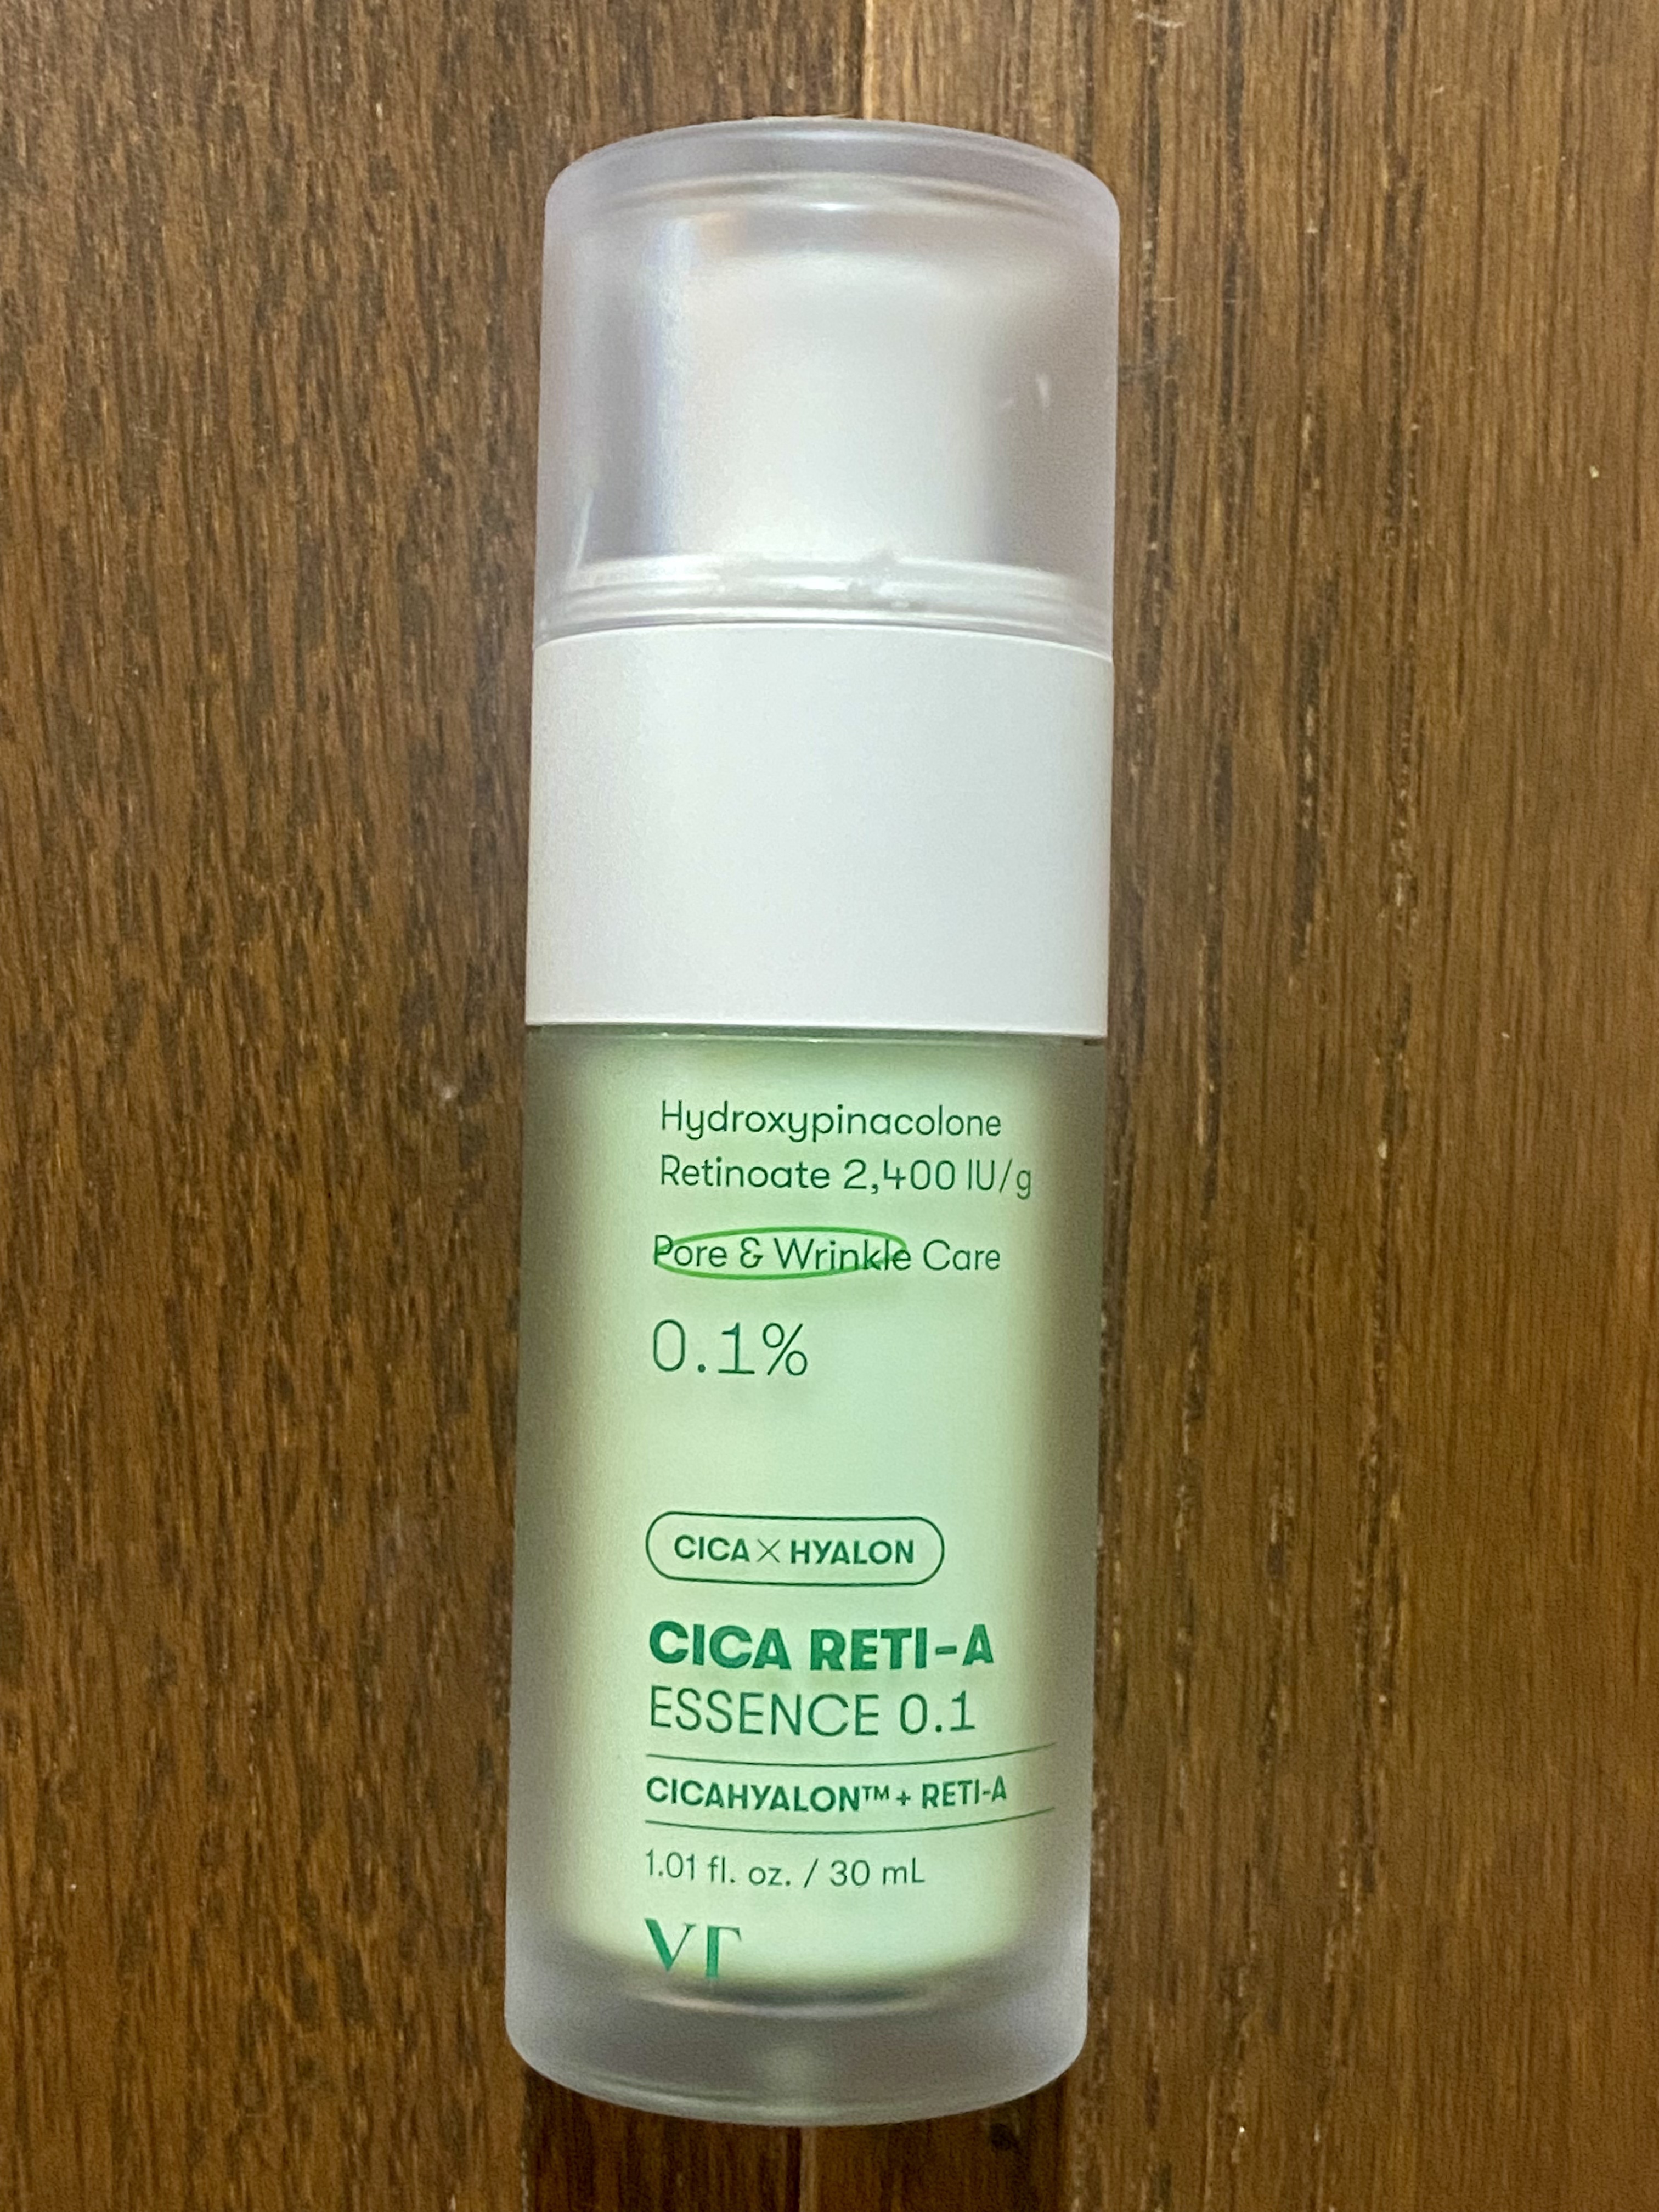 Hydroxypinacolone
Retinoate 2,400 IU/g
Pore & Wrinkle Care
0.1%
CICA × HYALON
CICA RETI-A
ESSENCE 0.1
CICAHYALON™ + RETI-A
1.01 fl. oz. / 30 mL
VT